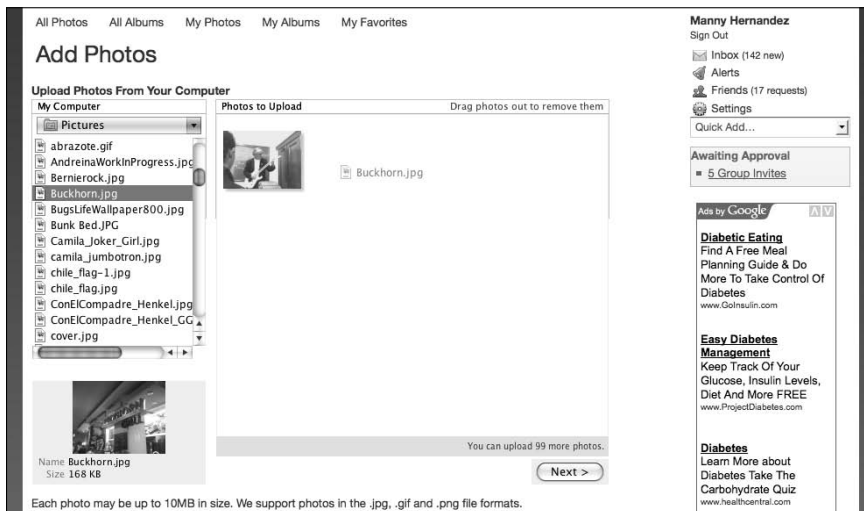 All Photos All Albums My Photos My Albums My Favorites
Add Photos
Upload Photos From Your Computer
My Computer
Pictures
abrazote.gif
AndreinaWorkInProgress.jpg
Bernierock.jpg
Buckhorn.jpg
BugsLifeWallpaper800.jpg
Bunk Bed.JPG
Camila_Joker_Girl.jpg
camila_jumbotron.jpg
chile_flag-1.jpg
chile_flag.jpg
ConElCompadre_Henkel.jpg
ConElCompadre_Henkel_GG
cover.jpg
Name Buckhorn.jpg
Size 168 KB
Photos to Upload Drag photos out to remove them
Buckhorn.jpg
You can upload 99 more photos.
Next >
Each photo may be up to 10MB in size. We support photos in the .jpg, .gif and .png file formats.
Manny Hernandez
Sign Out
Inbox (142 new)
Alerts
Friends (17 requests)
Settings
Quick Add...
Awaiting Approval
5 Group Invites
Ads by Google
Diabetic Eating
Find A Free Meal
Planning Guide & Do
More To Take Control Of
Diabetes
www.GoInsulin.com
Easy Diabetes
Management
Keep Track Of Your
Glucose, Insulin Levels,
Diet And More FREE
www.ProjectDiabetes.com
Diabetes
Learn More about
Diabetes Take The
Carbohydrate Quiz
www.healthcentral.com